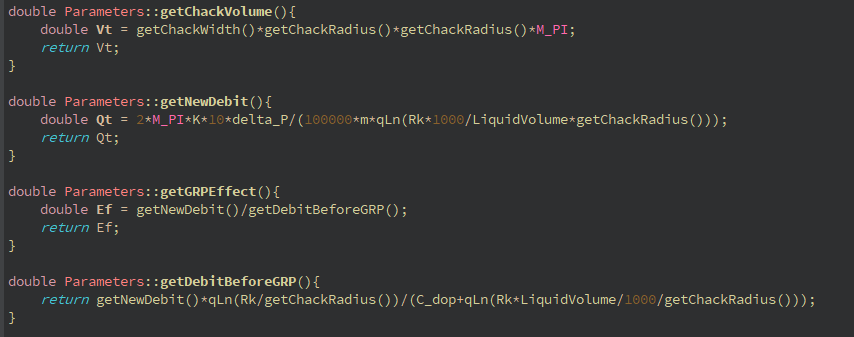 double Parameters::getChackVolume(){
    double Vt = getChackWidth()*getChackRadius()*getChackRadius()*M_PI;
    return Vt;
}

double Parameters::getNewDebit(){
    double Qt = 2*M_PI*K*10*delta_P/(100000*m*qLn(Rk*1000/LiquidVolume*getChackRadius()));
    return Qt;
}

double Parameters::getGRPEffect(){
    double Ef = getNewDebit()/getDebitBeforeGRP();
    return Ef;
}

double Parameters::getDebitBeforeGRP(){
    return getNewDebit()*qLn(Rk/getChackRadius())/(C_dop+qLn(Rk*LiquidVolume/1000/getChackRadius()));
}